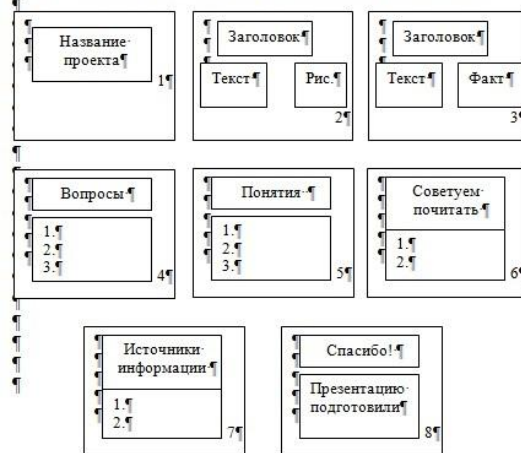 Название
проекта
1
Заголовок
Текст Рис.
2
Заголовок
Текст Факт
3
Вопросы
1.
2.
3.
4
Понятия
1.
2.
3.
5
Советуем
почитать
1.
2.
6
Источники
информации
1.
2.
7
Спасибо!
Презентацию
подготовили
8